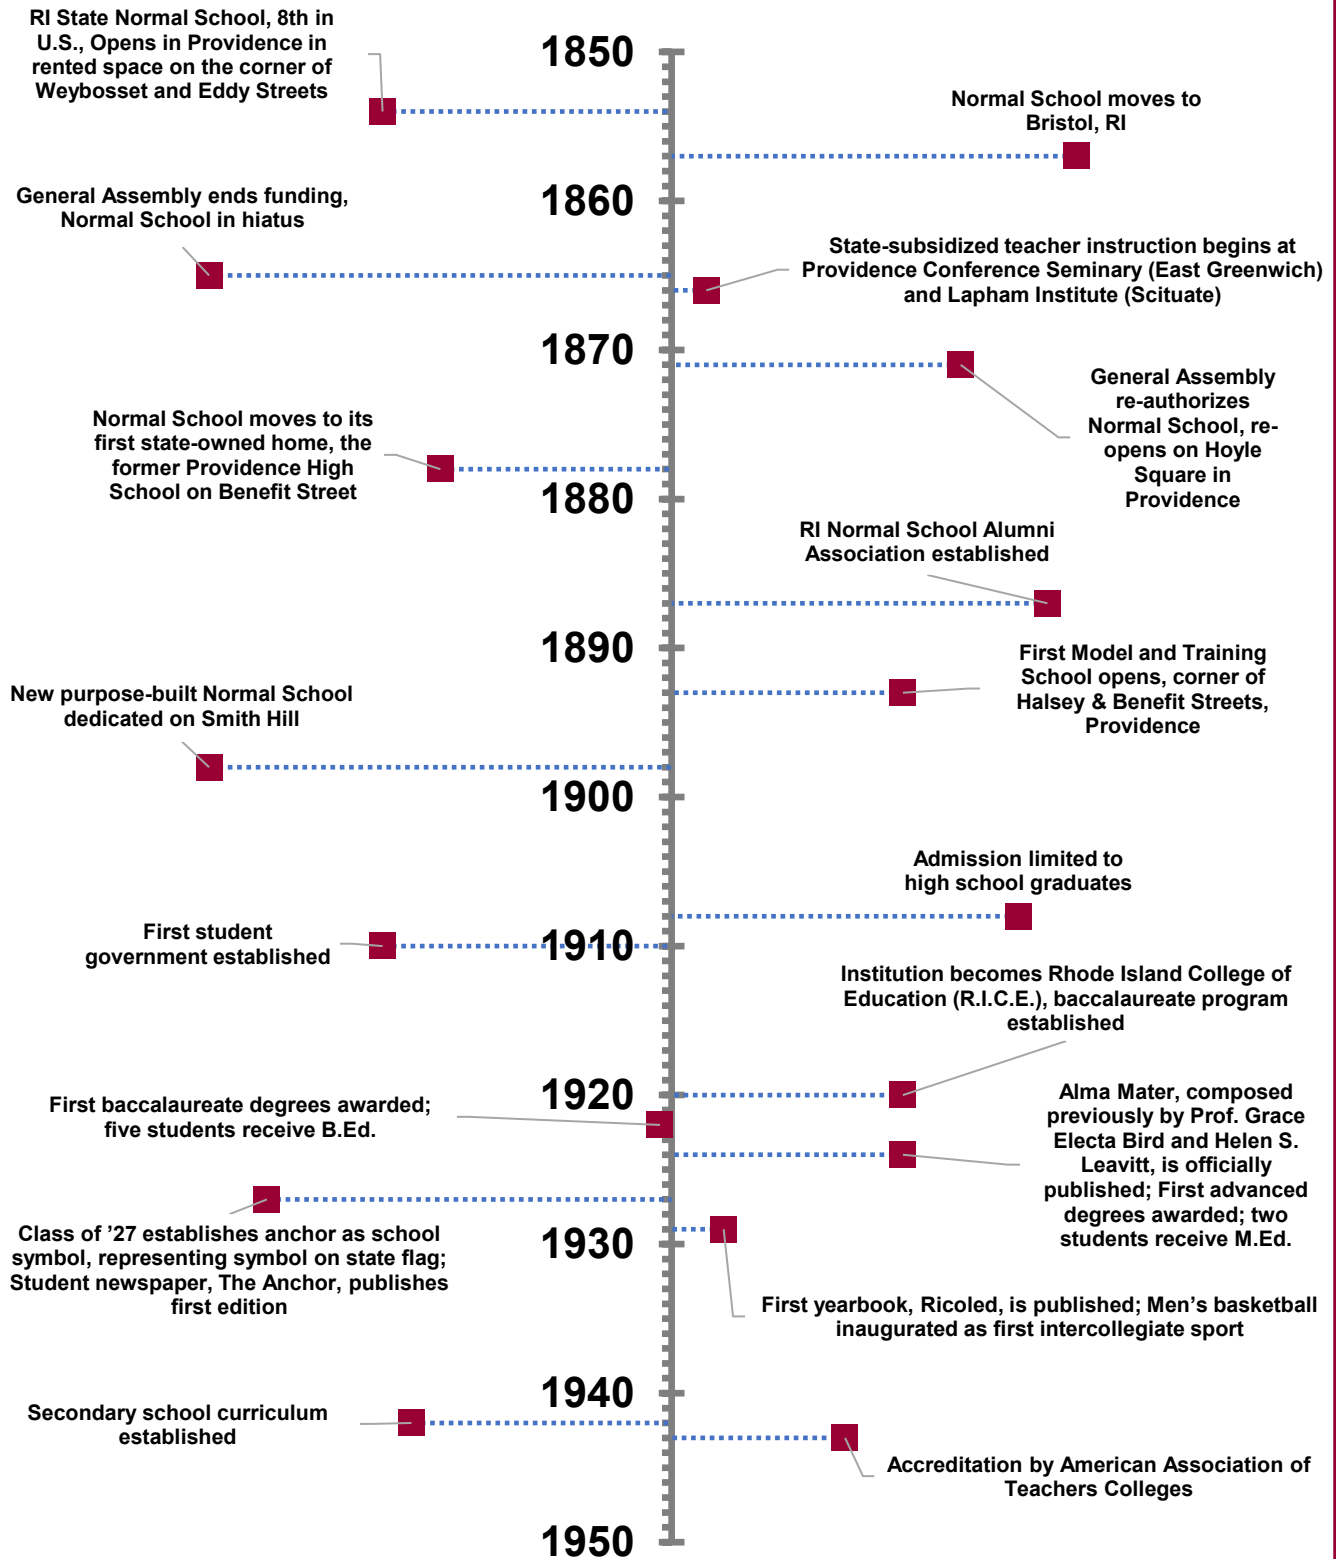 RI State Normal School, 8th in
U.S., Opens in Providence in
rented space on the corner of
Weybosset and Eddy Streets
1850
Normal School moves to
Bristol, RI
General Assembly ends funding,
Normal School in hiatus
1860
State-subsidized teacher instruction begins at
Providence Conference Seminary (East Greenwich)
and Lapham Institute (Scituate)
1870
General Assembly
re-authorizes
Normal School, re-
opens on Hoyle
Square in
Providence
Normal School moves to its
first state-owned home, the
former Providence High
School on Benefit Street
1880
RI Normal School Alumni
Association established
1890
First Model and Training
School opens, corner of
Halsey & Benefit Streets,
Providence
New purpose-built Normal School
dedicated on Smith Hill
1900
Admission limited to
high school graduates
First student
government established
1910
Institution becomes Rhode Island College of
Education (R.I.C.E.), baccalaureate program
established
1920
First baccalaureate degrees awarded;
five students receive B.Ed.
Alma Mater, composed
previously by Prof. Grace
Electa Bird and Helen S.
Leavitt, is officially
published; First advanced
degrees awarded; two
students receive M.Ed.
Class of ’27 establishes anchor as school
symbol, representing symbol on state flag;
Student newspaper, The Anchor, publishes
first edition
1930
First yearbook, Ricoled, is published; Men’s basketball
inaugurated as first intercollegiate sport
1940
Secondary school curriculum
established
Accreditation by American Association of
Teachers Colleges
1950